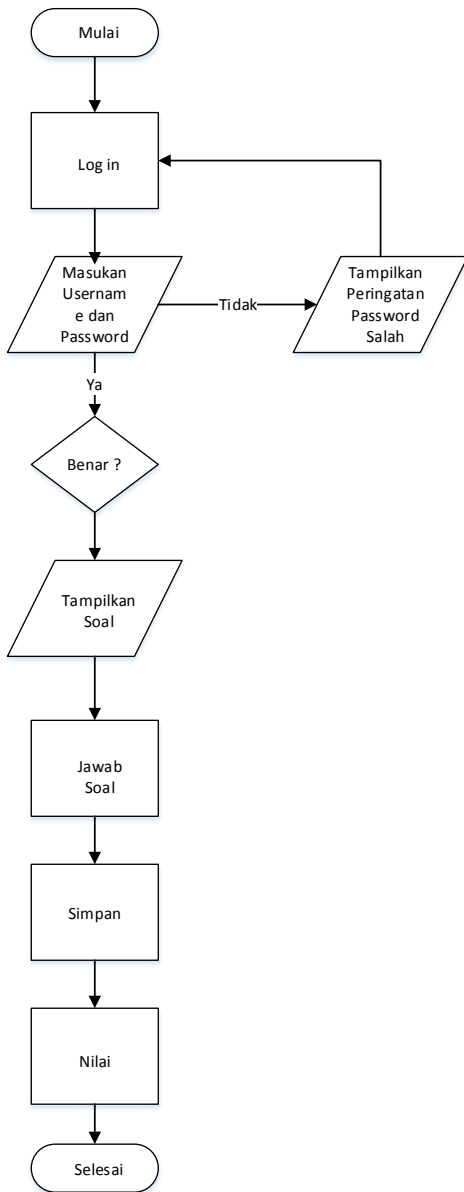 Mulai
Log in
Masukan
Usernam
e dan
Password
Tidak
Tampilkan
Peringatan
Password
Salah
Ya
Benar ?
Tampilkan
Soal
Jawab
Soal
Simpan
Nilai
Selesai